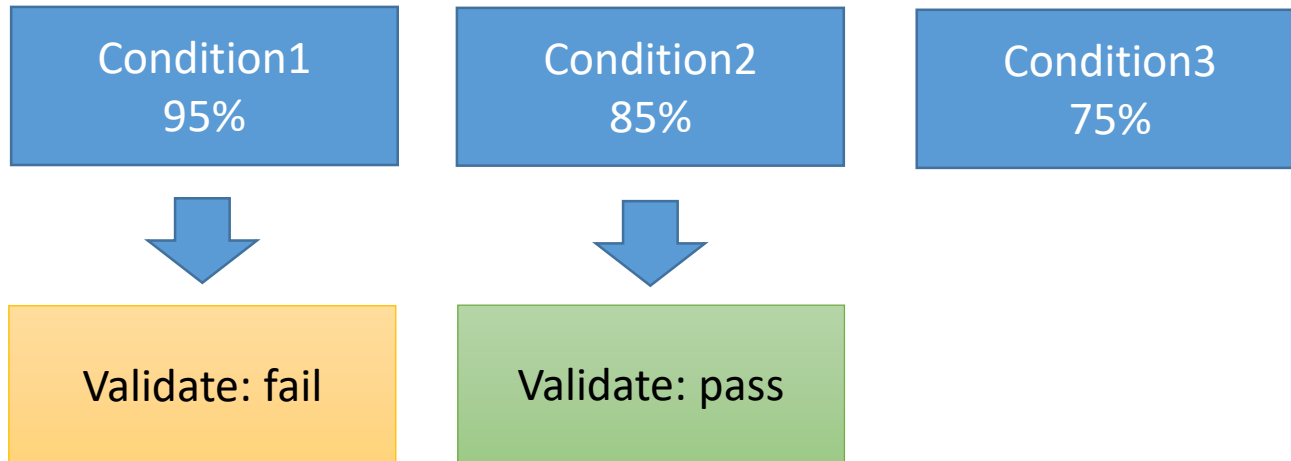 Condition1
95%
Condition2
85%
Condition3
75%
Validate: fail
Validate: pass